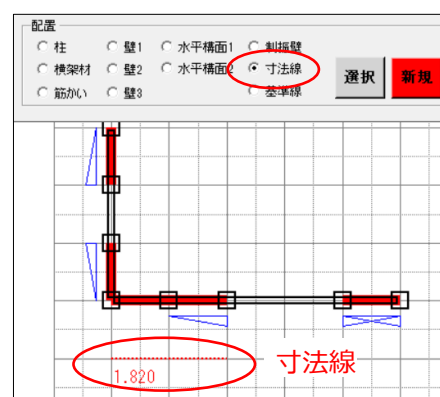 配置
柱 壁1 水平構面1 制振壁
横架材 壁2 水平構面2 寸法線
筋かい 壁3 基準線
選択 新規
1.820
寸法線